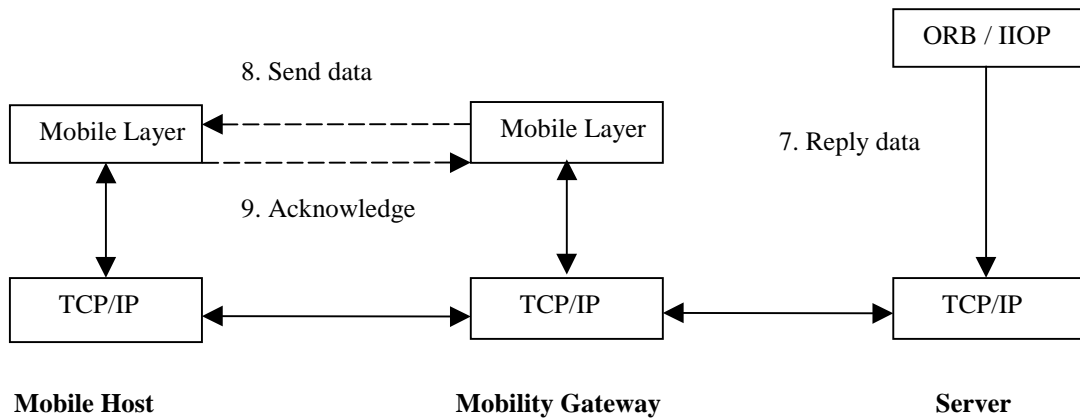 ORB / IIOP
8. Send data
Mobile Layer
Mobile Layer
7. Reply data
9. Acknowledge
TCP/IP
TCP/IP
TCP/IP
Mobile Host
Mobility Gateway
Server